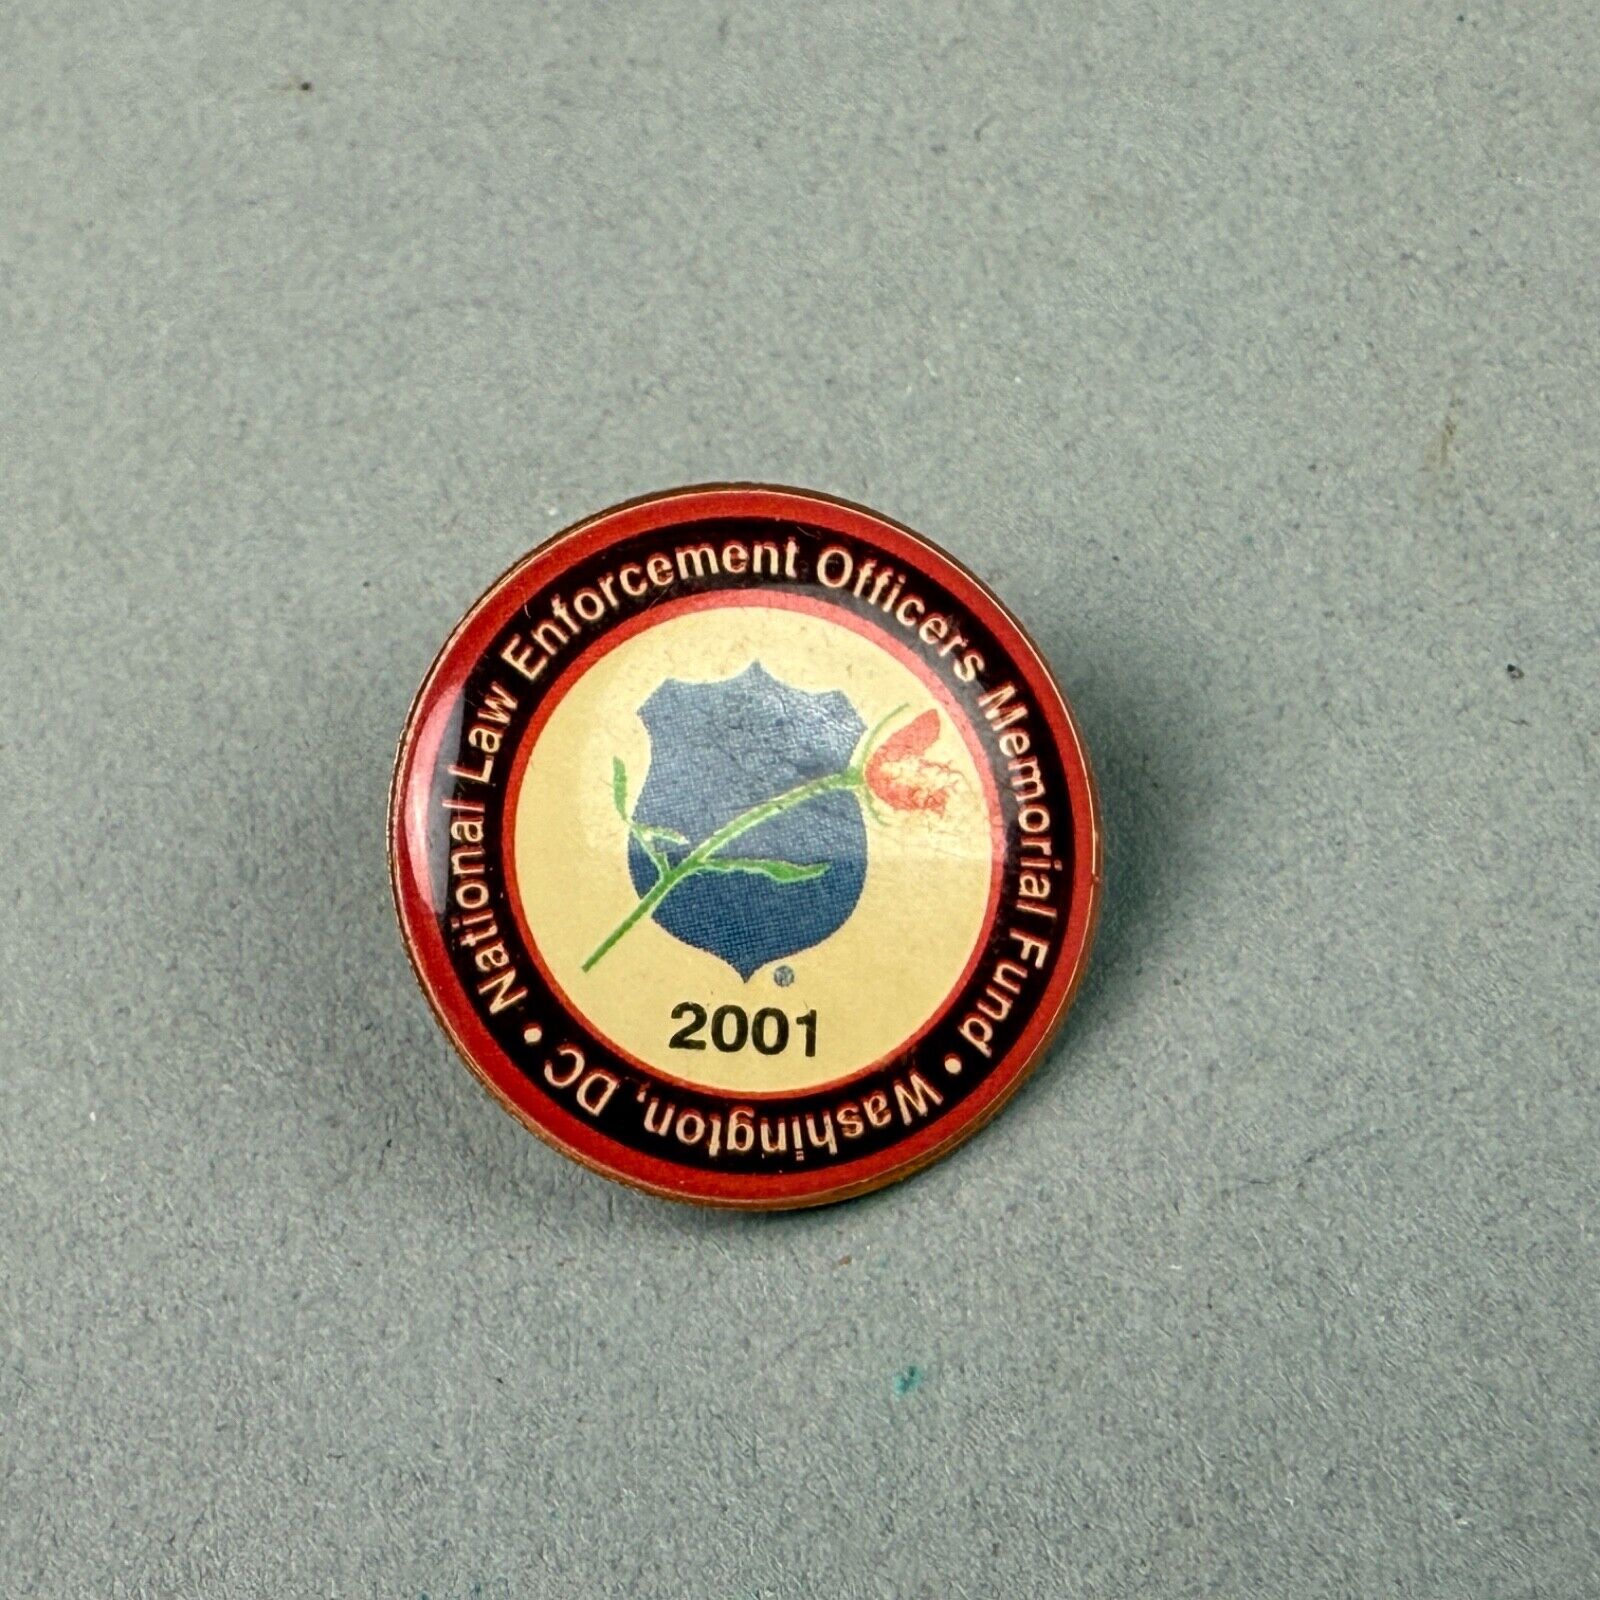 • National Law Enforcement Officers Memorial Fund • Washington, DC
®
2001